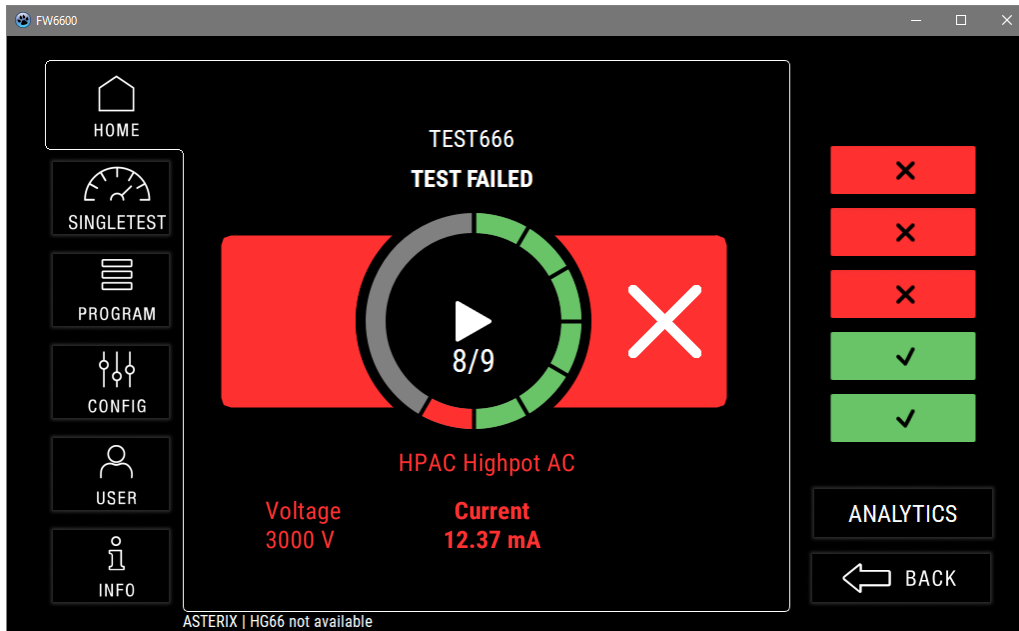 FW6600
HOME
SINGLETEST
PROGRAM
CONFIG
USER
INFO
TEST666
TEST FAILED
8/9
HPAC Highpot AC
Voltage Current
3000 V 12.37 mA
ANALYTICS
BACK
ASTERIX | HG66 not available